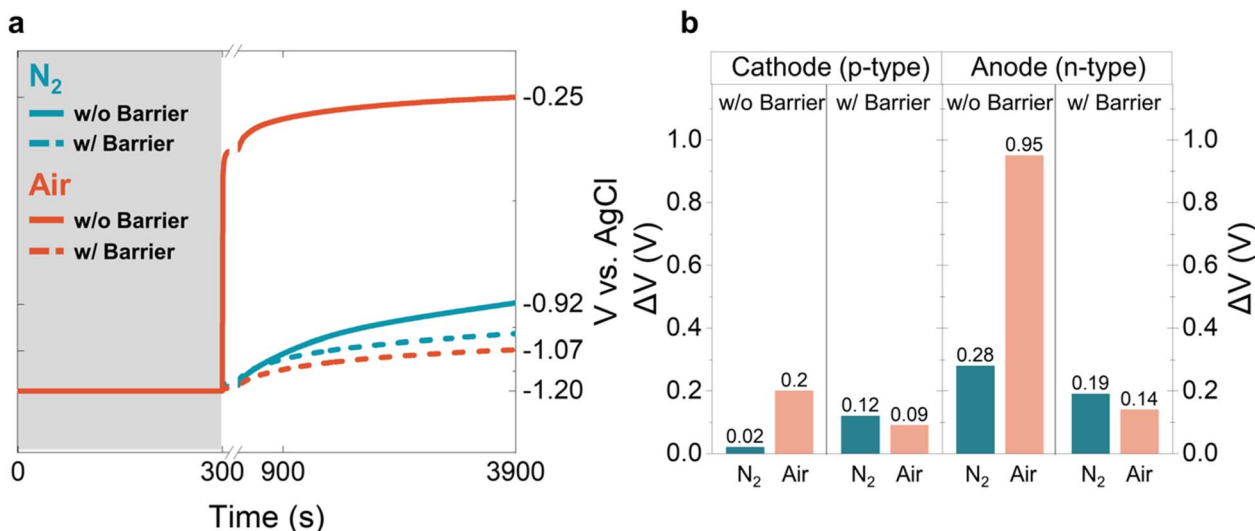 a
N₂
w/o Barrier
w/ Barrier
Air
w/o Barrier
w/ Barrier
-0.25
-0.92
-1.07
-1.20
V vs. AgCl
0
300
900
3900
Time (s)
b
Cathode (p-type)
Anode (n-type)
w/o Barrier
w/ Barrier
w/o Barrier
w/ Barrier
1.0
0.8
0.6
0.4
0.2
0.0
ΔV (V)
0.02
0.2
0.12
0.09
0.28
0.95
0.19
0.14
N₂ Air
N₂ Air
N₂ Air
N₂ Air
1.0
0.8
0.6
0.4
0.2
0.0
ΔV (V)